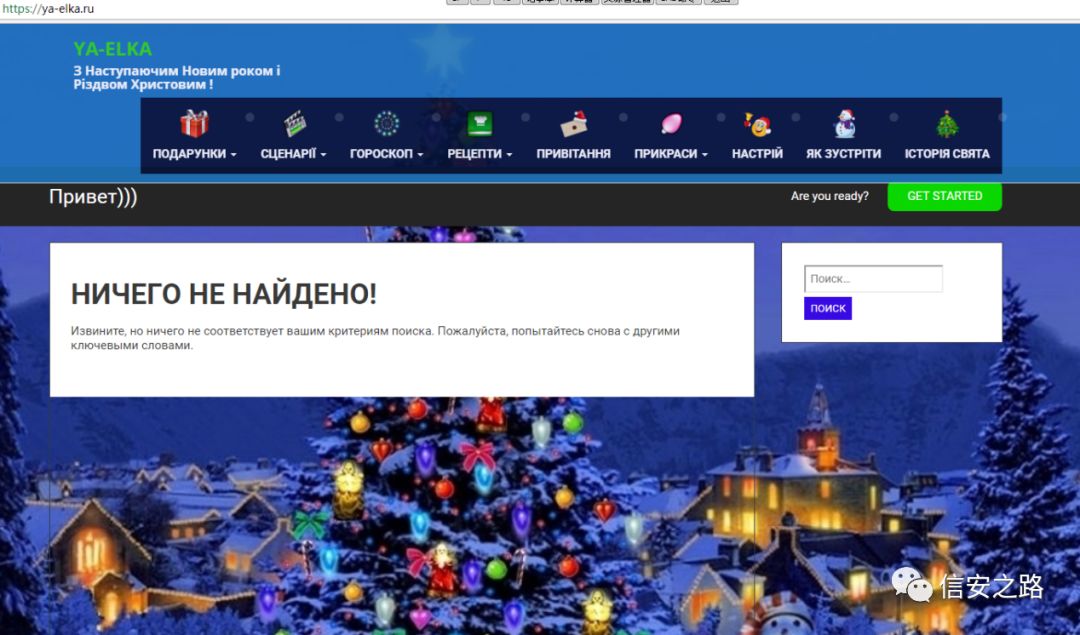 https://ya-elka.ru
YA-ELKA
З Наступаючим Новим роком і
Різдвом Христовим !
ПОДАРУНКИ
СЦЕНАРІЇ
ГОРОСКОП
РЕЦЕПТИ
ПРИВІТАННЯ
ПРИКРАСИ
НАСТРІЙ
ЯК ЗУСТРІТИ
ІСТОРІЯ СВЯТА
Привет)))
Are you ready?
GET STARTED
НИЧЕГО НЕ НАЙДЕНО!
Извините, но ничего не соответствует вашим критериям поиска. Пожалуйста, попытайтесь снова с другими
ключевыми словами.
Поиск…
ПОИСК
信安之路